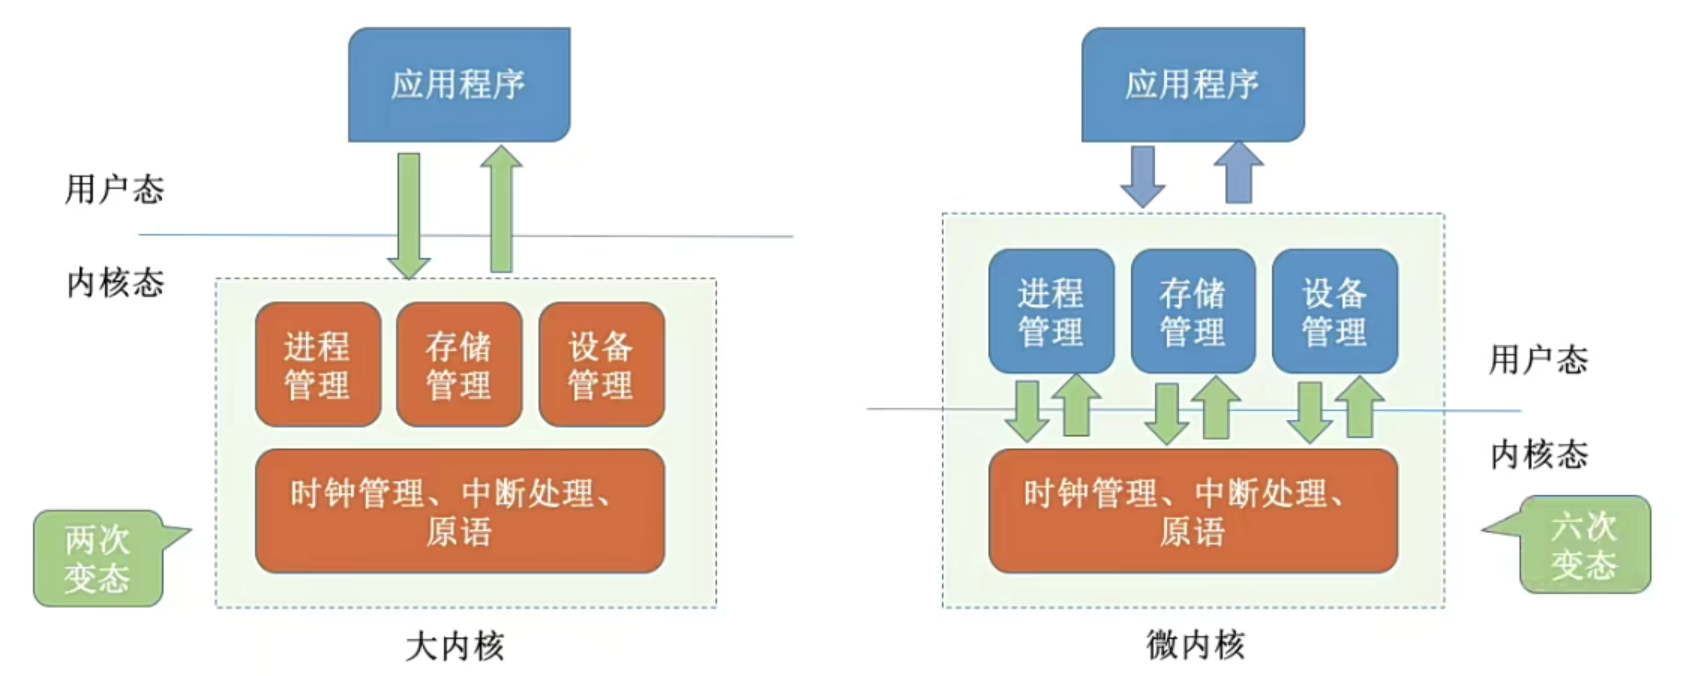 应用程序
用户态
内核态
进程
管理
存储
管理
设备
管理
时钟管理、中断处理、
原语
两次
变态
大内核
应用程序
进程
管理
存储
管理
设备
管理
用户态
内核态
时钟管理、中断处理、
原语
六次
变态
微内核